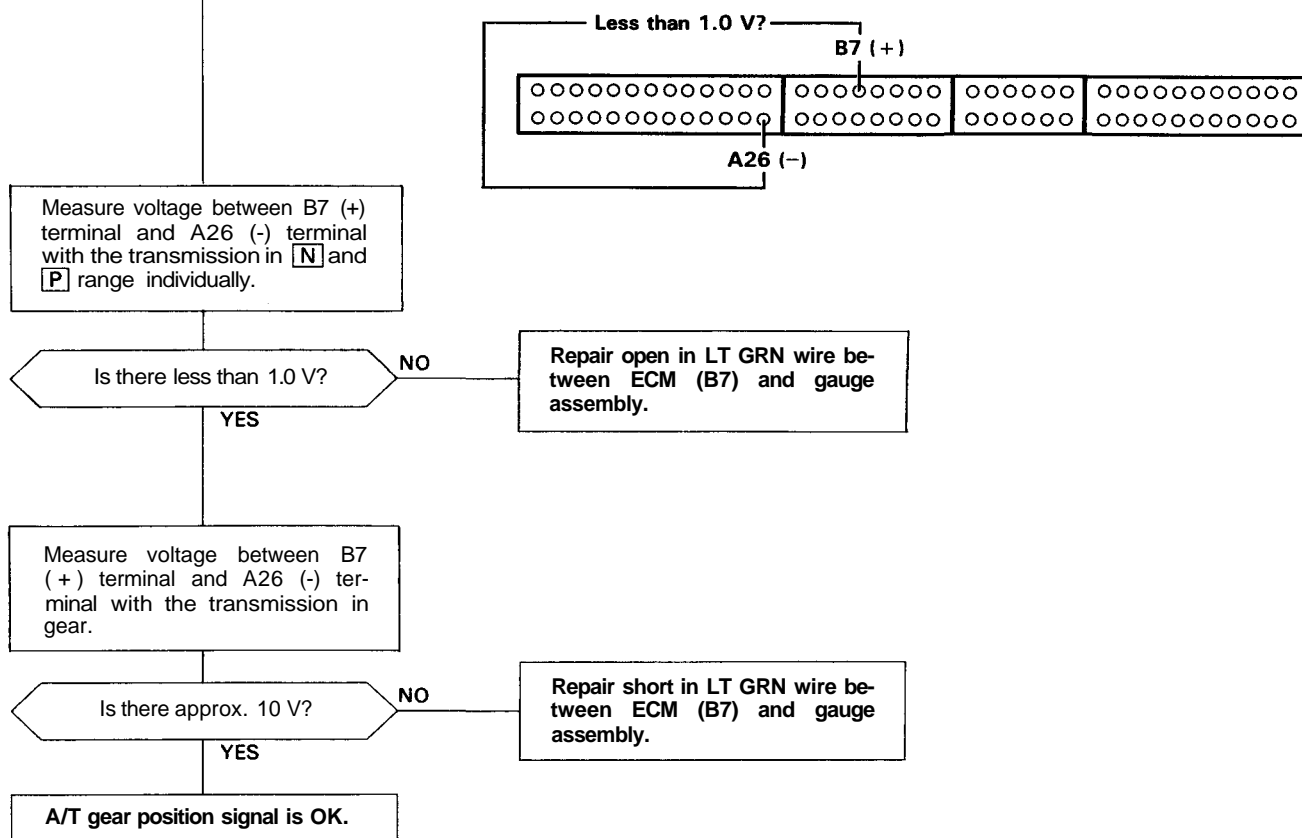 Less than 1.0 V?
B7 (+)
A26 (−)
Measure voltage between B7 (+)
terminal and A26 (-) terminal
with the transmission in N and
P range individually.
Is there less than 1.0 V?
NO
YES
Repair open in LT GRN wire be-
tween ECM (B7) and gauge
assembly.
Measure voltage between B7
( + ) terminal and A26 (-) ter-
minal with the transmission in
gear.
Is there approx. 10 V?
NO
YES
Repair short in LT GRN wire be-
tween ECM (B7) and gauge
assembly.
A/T gear position signal is OK.